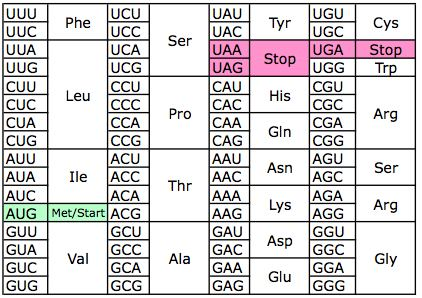 UUU UCU UAU UGU
Phe Tyr Cys
UUC UCC UAC UGC
Ser
UUA UCA UAA UGA Stop
Stop
UUG UCG UAG UGG Trp
Leu
CUU CCU CAU CGU
His
CUC CCC CAC CGC
Pro Arg
CUA CCA CAA CGA
Gln
CUG CCG CAG CGG
AUU ACU AAU AGU
Ile Asn Ser
AUA ACC AAC AGC
Thr
AUC ACA AAA AGA
Lys Arg
AUG Met/Start ACG AAG AGG
GUU GCU GAU GGU
Asp
GUA GCC GAC GGC
Val Ala Gly
GUC GCA GAA GGA
Glu
GUG GCG GAG GGG